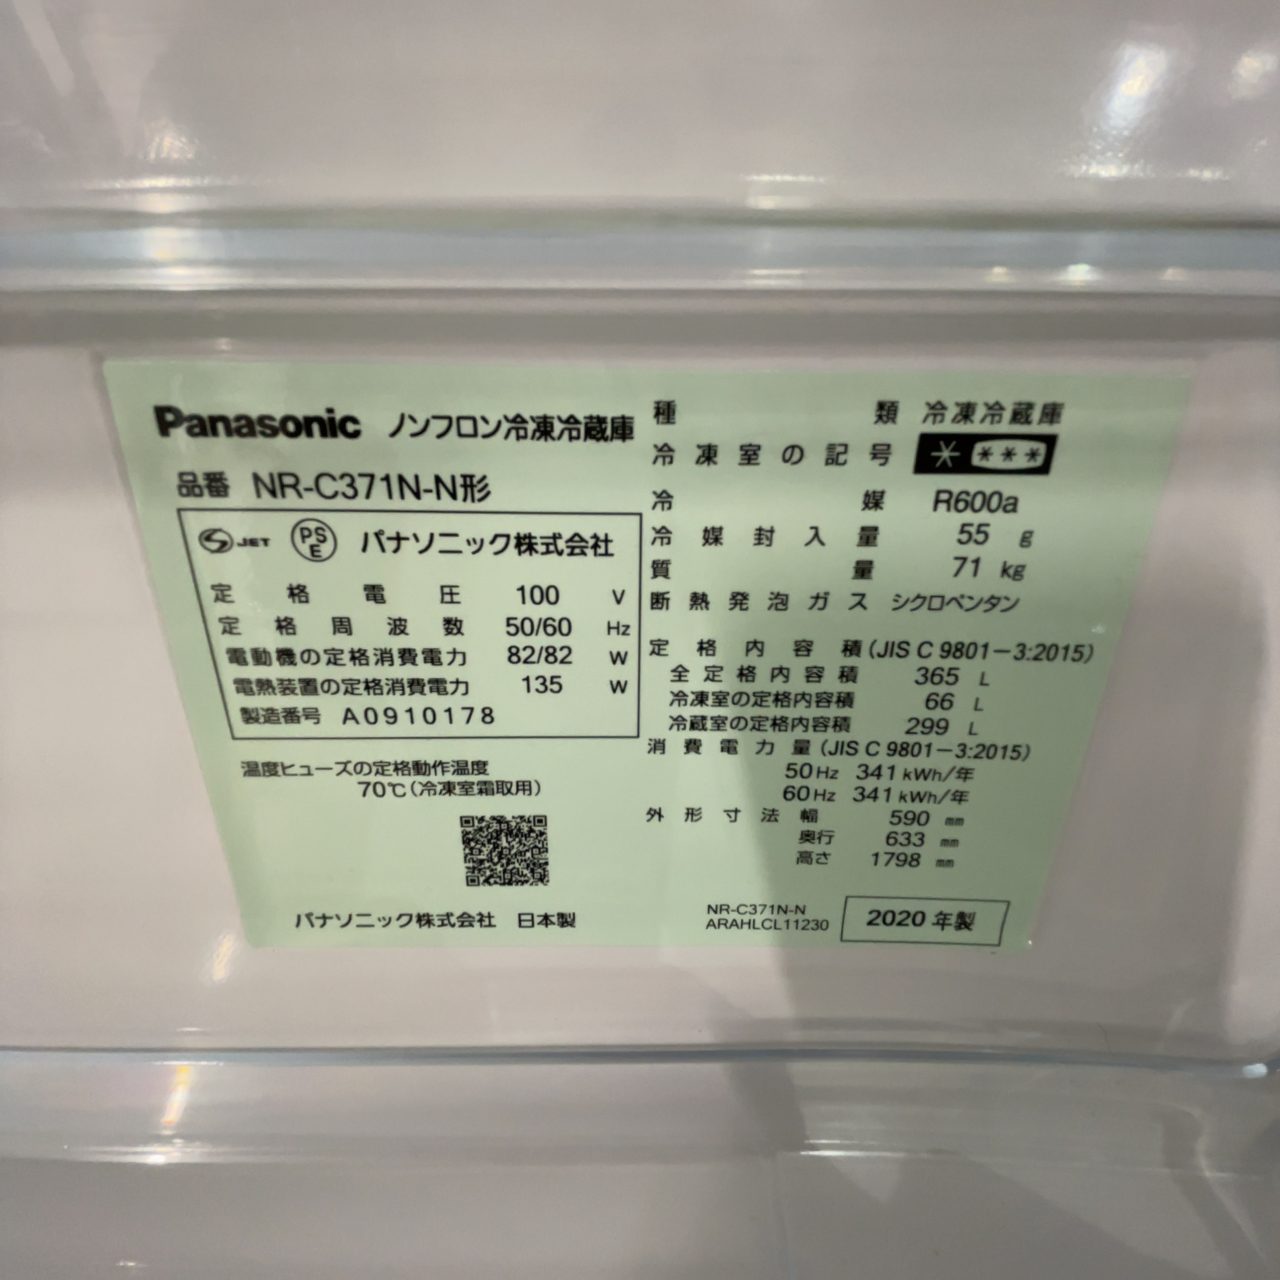 Panasonic ノンフロン冷凍冷蔵庫
品番 NR-C371N-N形
JET PSE パナソニック株式会社
定格電圧 100 V
定格周波数 50/60 Hz
電動機の定格消費電力 82/82 W
電熱装置の定格消費電力 135 W
製造番号 A0910178
温度ヒューズの定格動作温度
70℃(冷凍室霜取用)
パナソニック株式会社 日本製
種類 冷凍冷蔵庫
冷凍室の記号 * ***
冷媒 R600a
冷媒封入量 55 g
質量 71 kg
断熱発泡ガス シクロペンタン
定格内容積(JIS C 9801-3:2015)
全定格内容積 365 L
冷凍室の定格内容積 66 L
冷蔵室の定格内容積 299 L
消費電力量(JIS C 9801-3:2015)
50Hz 341 kWh/年
60Hz 341 kWh/年
外形寸法 幅 590 mm
奥行 633 mm
高さ 1798 mm
NR-C371N-N
ARAHLCL11230
2020 年製